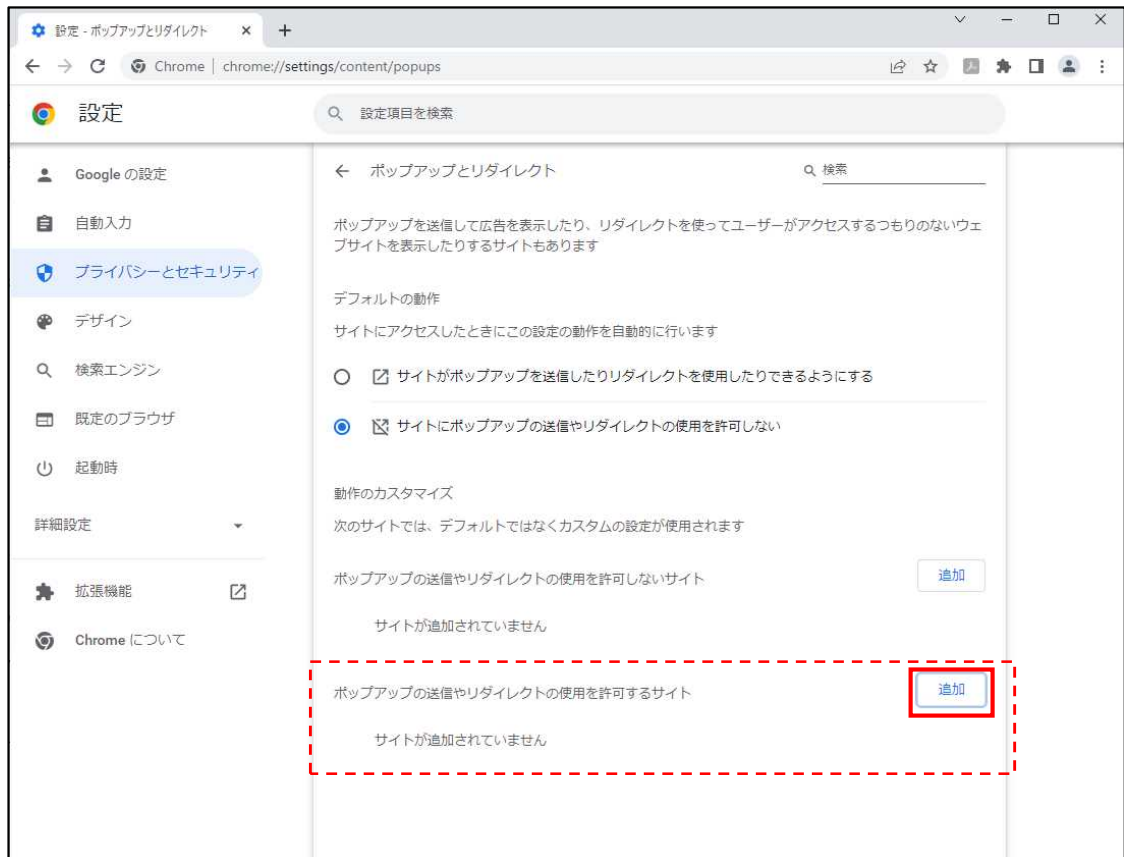 設定 - ポップアップとリダイレクト
Chrome | chrome://settings/content/popups
設定
設定項目を検索
Google の設定
自動入力
プライバシーとセキュリティ
デザイン
検索エンジン
既定のブラウザ
起動時
詳細設定
拡張機能
Chrome について
ポップアップとリダイレクト
検索
ポップアップを送信して広告を表示したり、リダイレクトを使ってユーザーがアクセスするつもりのないウェ
ブサイトを表示したりするサイトもあります
デフォルトの動作
サイトにアクセスしたときにこの設定の動作を自動的に行います
サイトがポップアップを送信したりリダイレクトを使用したりできるようにする
サイトにポップアップの送信やリダイレクトの使用を許可しない
動作のカスタマイズ
次のサイトでは、デフォルトではなくカスタムの設定が使用されます
ポップアップの送信やリダイレクトの使用を許可しないサイト
追加
サイトが追加されていません
ポップアップの送信やリダイレクトの使用を許可するサイト
追加
サイトが追加されていません